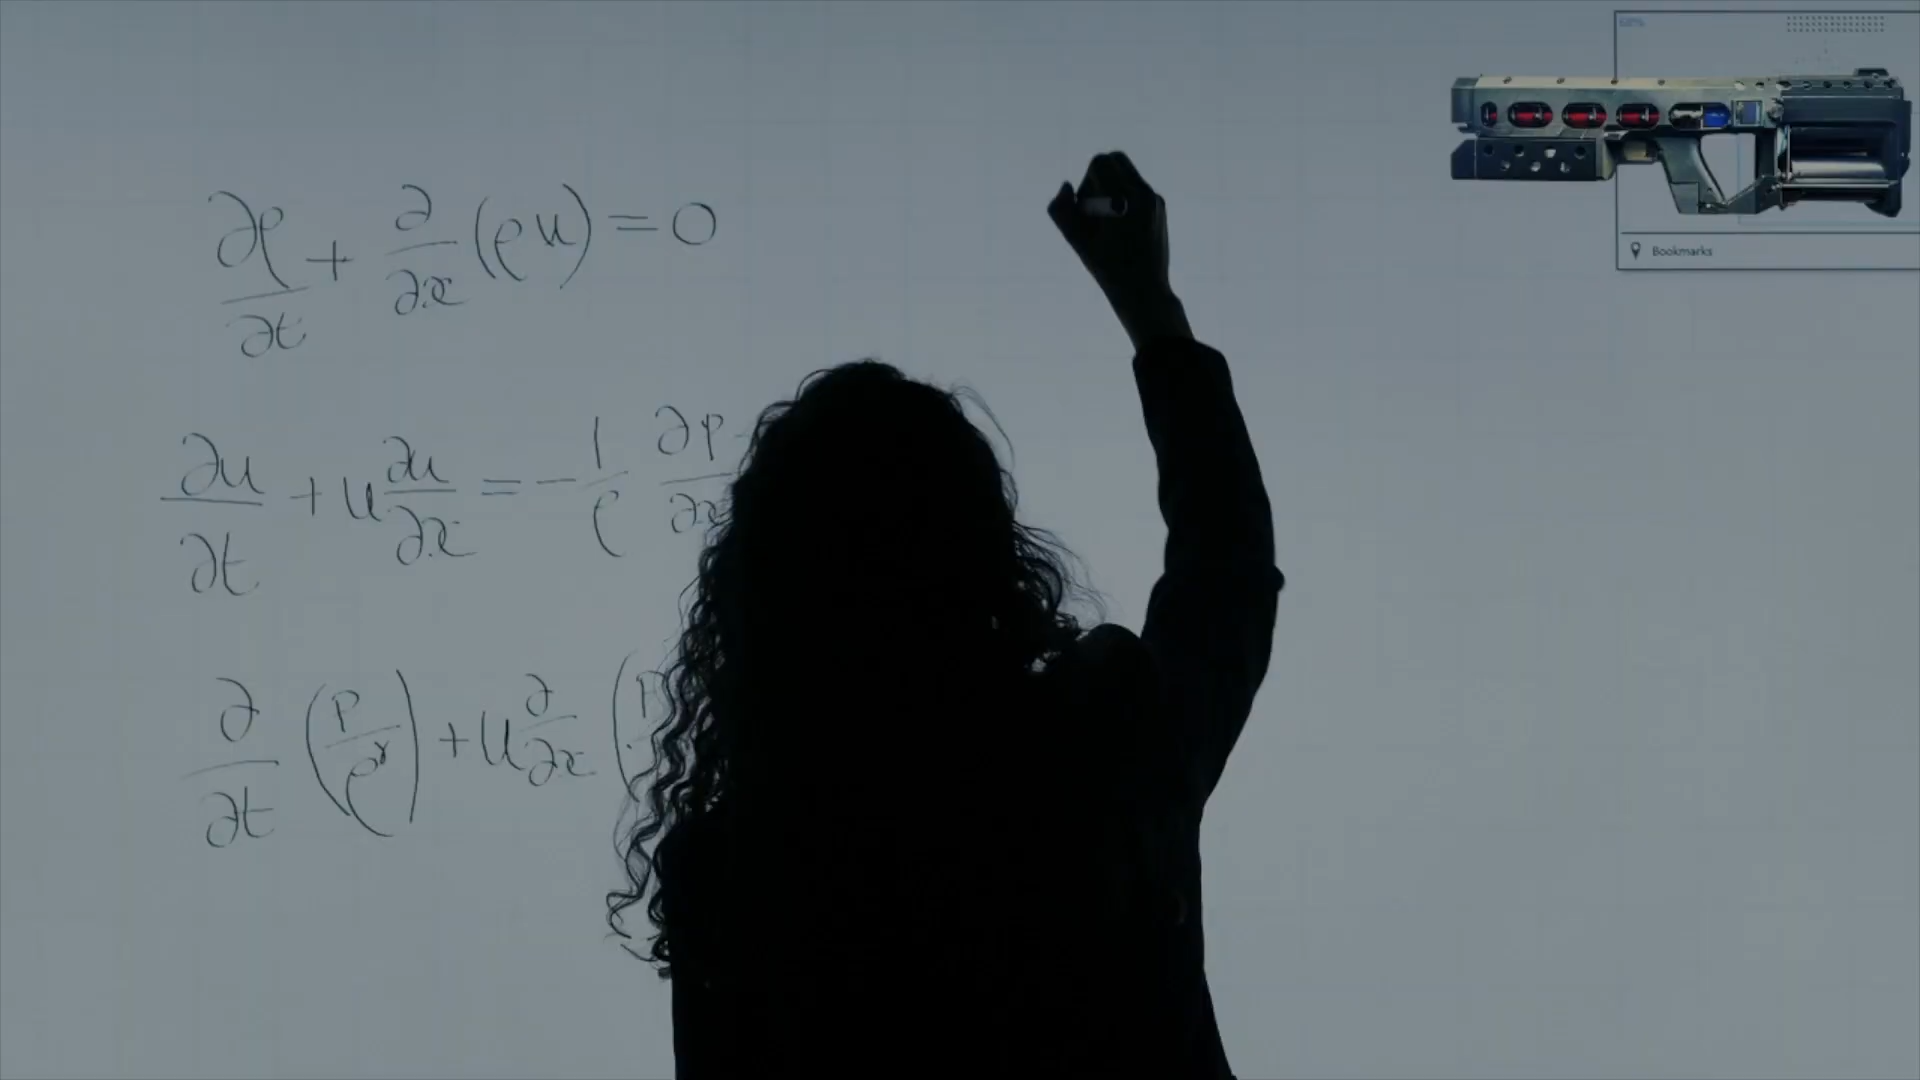 ∂ρ/∂t + ∂/∂x (ρu) = 0
∂u/∂t + u ∂u/∂x = - 1/ρ ∂p/∂x
∂/∂t (p/ρ^γ) + u ∂/∂x (p
Bookmarks